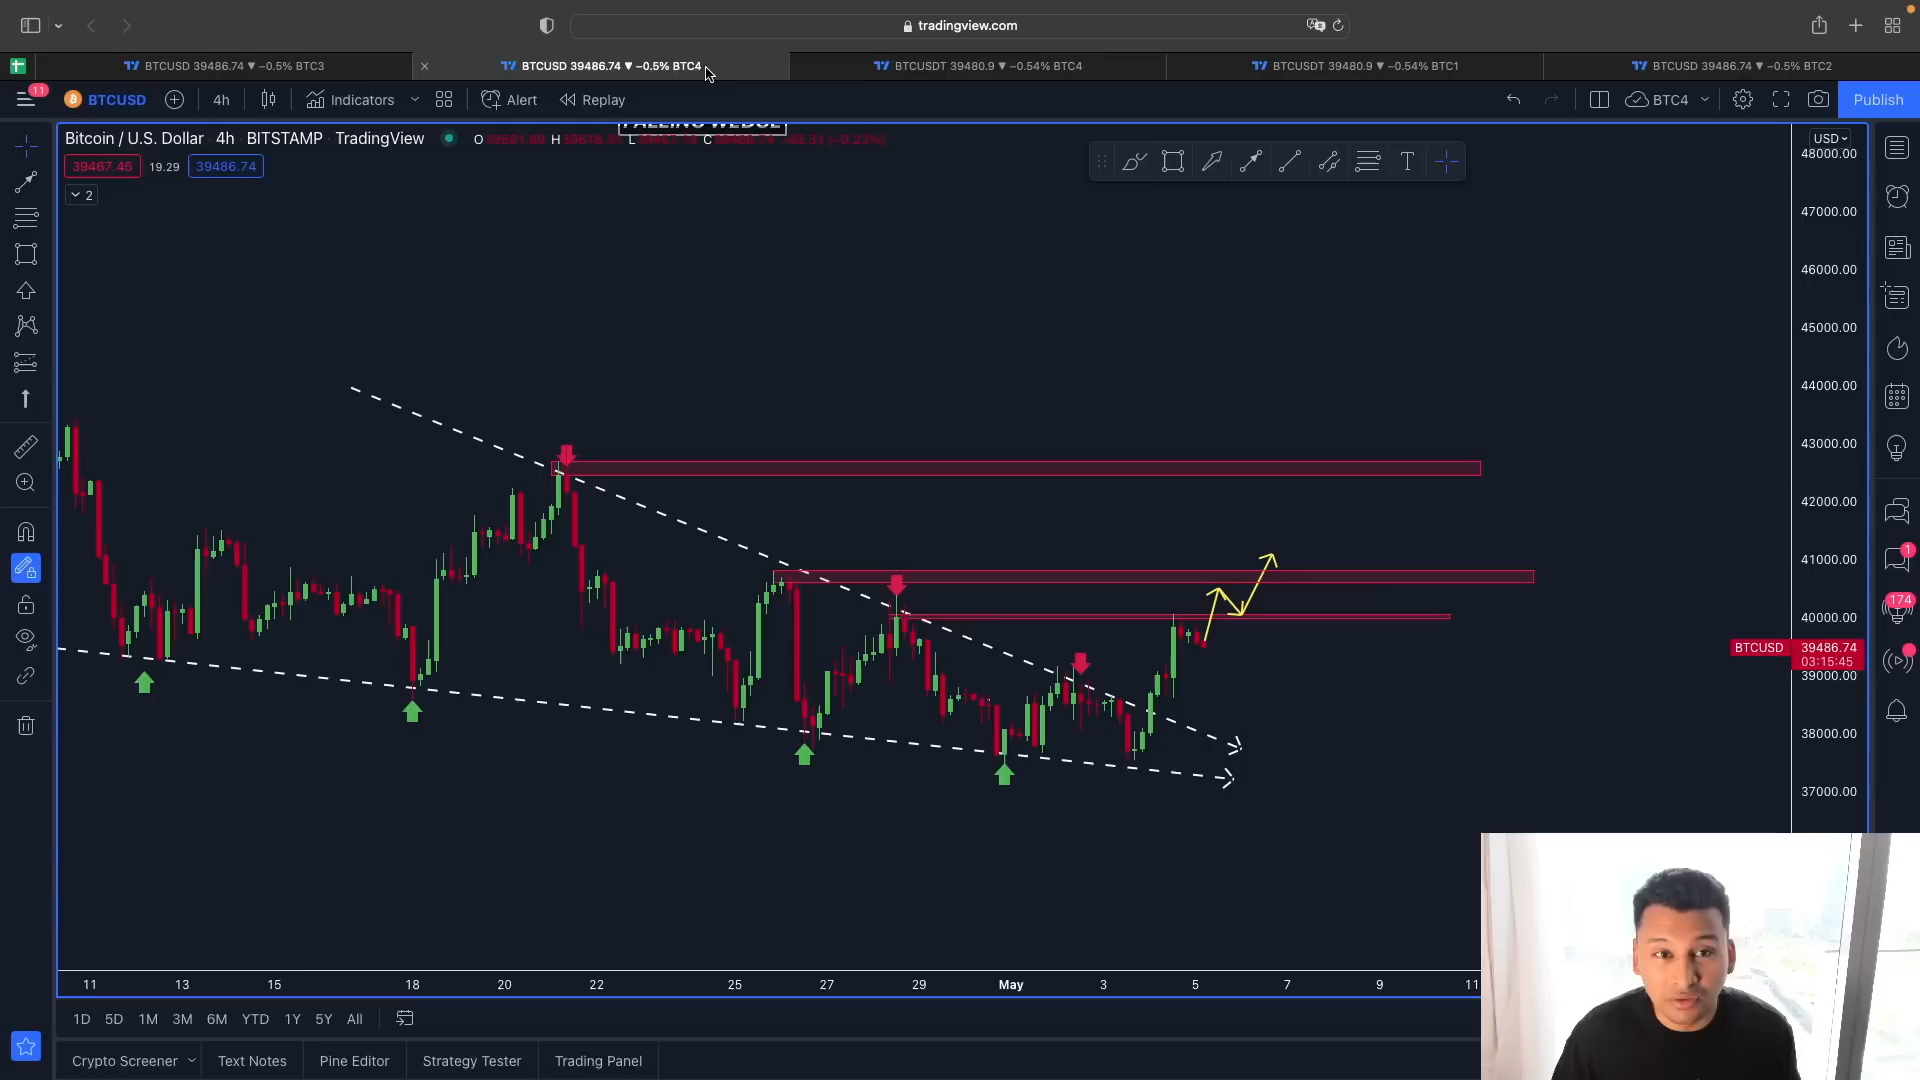 tradingview.com
BTCUSD 39486.74 ▼ −0.5% BTC3
BTCUSD 39486.74 ▼ −0.5% BTC4
BTCUSDT 39480.9 ▼ −0.54% BTC4
BTCUSDT 39480.9 ▼ −0.54% BTC1
BTCUSD 39486.74 ▼ −0.5% BTC2
11
BTCUSD
4h
Indicators
Alert
Replay
BTC4
Publish
FALLING WEDGE
Bitcoin / U.S. Dollar 4h BITSTAMP TradingView
O H L C
USD
39467.45
19.29
39486.74
2
48000.00
47000.00
46000.00
45000.00
44000.00
43000.00
42000.00
41000.00
40000.00
BTCUSD 39486.74
03:15:45
39000.00
38000.00
37000.00
1
174
11 13 15 18 20 22 25 27 29 May 3 5 7 9 11
1D 5D 1M 3M 6M YTD 1Y 5Y All
Crypto Screener Text Notes Pine Editor Strategy Tester Trading Panel